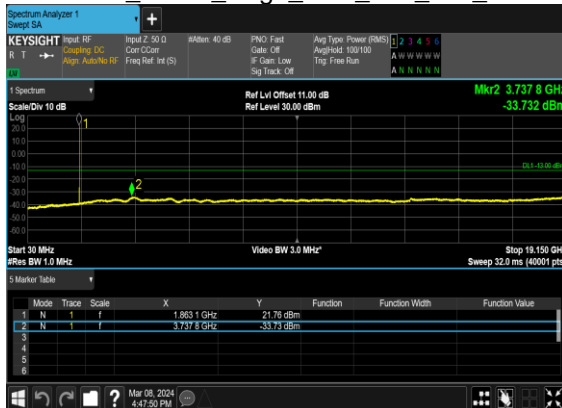 Spectrum Analyzer 1
Swept SA
+
KEYSIGHT Input: RF Input Z: 50 Ω #Atten: 40 dB PNO: Fast Avg Type: Power (RMS) 1 2 3 4 5 6
R T Coupling: DC Corr CCorr Gate: Off Avg|Hold: 100/100 A W W W W W
Align: Auto/No RF Freq Ref: Int (S) IF Gain: Low Trig: Free Run
LXI Sig Track: Off A N N N N N
1 Spectrum Ref Lvl Offset 11.00 dB Mkr2 3.737 8 GHz
Scale/Div 10 dB Ref Level 30.00 dBm -33.732 dBm
Log
20.0
10.0
0.00
-10.0
-20.0
-30.0
-40.0
-50.0
-60.0
1
DL1 -13.00 dBm
2
Start 30 MHz Video BW 3.0 MHz* Stop 19.150 GHz
#Res BW 1.0 MHz Sweep 32.0 ms (40001 pts)
5 Marker Table
Mode Trace Scale X Y Function Function Width Function Value
1 N 1 f 1.863 1 GHz 21.76 dBm
2 N 1 f 3.737 8 GHz -33.73 dBm
3
4
5
6
? Mar 08, 2024
4:47:50 PM